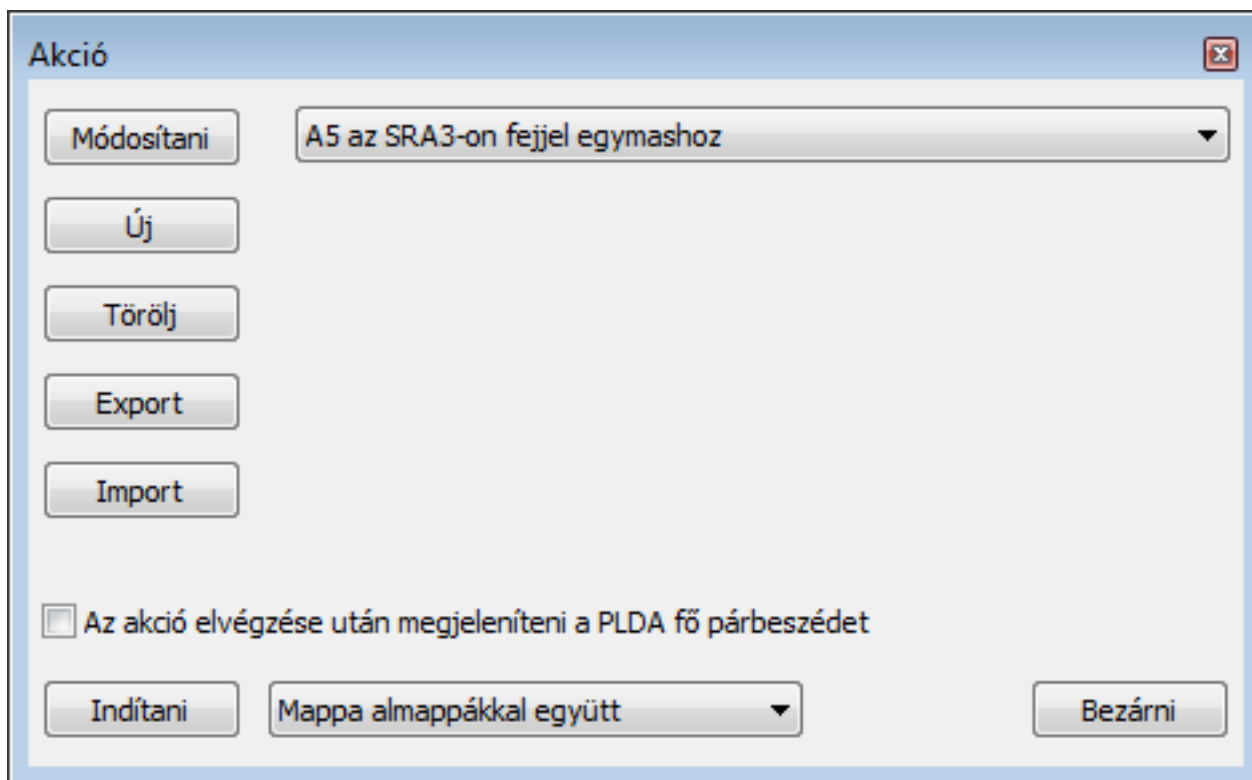 Akció
Módosítani
A5 az SRA3-on fejjel egymashoz
Új
Törölj
Export
Import
Az akció elvégzése után megjeleníteni a PLDA fő párbeszédet
Indítani
Mappa almappákkal együtt
Bezárni